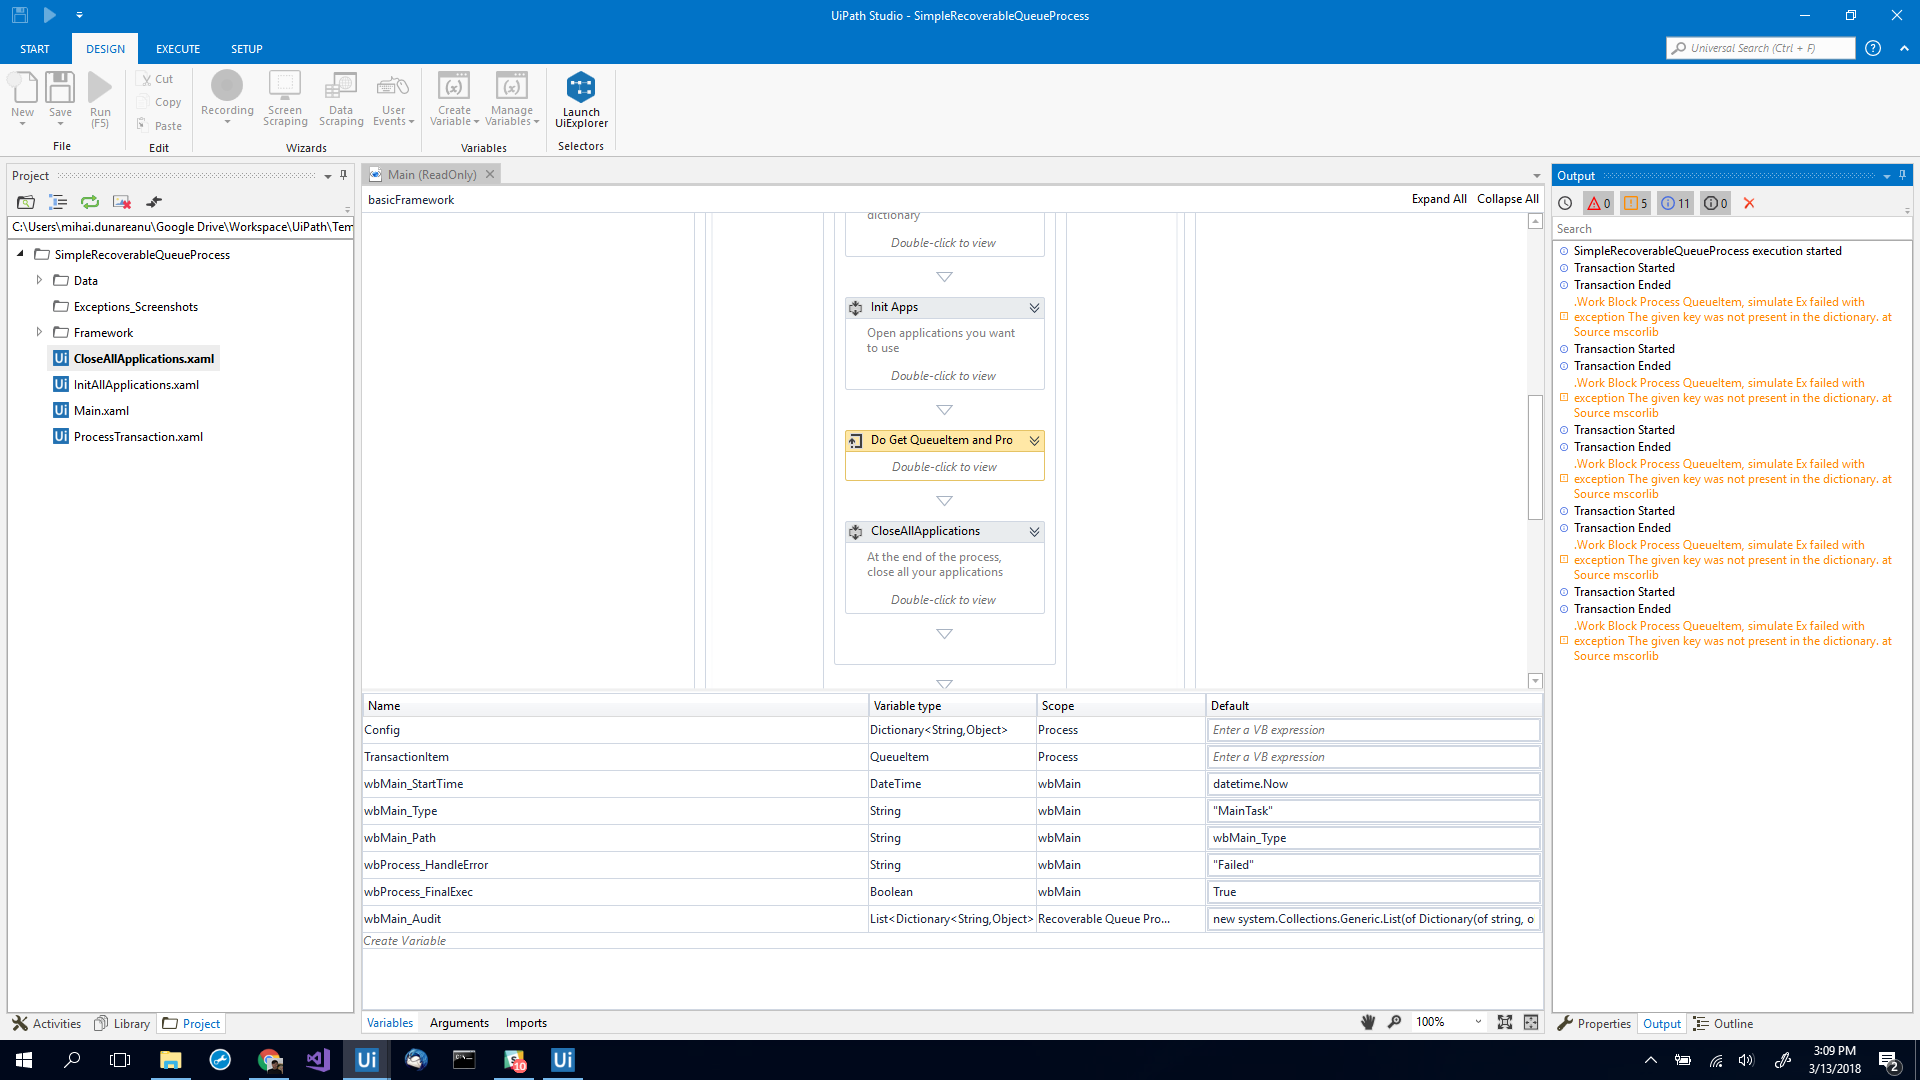 UiPath Studio - SimpleRecoverableQueueProcess
START
DESIGN
EXECUTE
SETUP
Universal Search (Ctrl + F)
New
Save
Run
(F5)
File
Cut
Copy
Paste
Edit
Recording
Screen
Scraping
Data
Scraping
User
Events
Wizards
Create
Variable
Manage
Variables
Variables
Launch
UiExplorer
Selectors
Project
C:\Users\mihai.dunareanu\Google Drive\Workspace\UiPath\Tem
SimpleRecoverableQueueProcess
Data
Exceptions_Screenshots
Framework
Ui CloseAllApplications.xaml
Ui InitAllApplications.xaml
Ui Main.xaml
Ui ProcessTransaction.xaml
Activities
Library
Project
Main (ReadOnly)
basicFramework
Expand All
Collapse All
dictionary
Double-click to view
Init Apps
Open applications you want
to use
Double-click to view
Do Get QueueItem and Pro
Double-click to view
CloseAllApplications
At the end of the process,
close all your applications
Double-click to view
Name Variable type Scope Default
Config Dictionary<String,Object> Process Enter a VB expression
TransactionItem QueueItem Process Enter a VB expression
wbMain_StartTime DateTime wbMain datetime.Now
wbMain_Type String wbMain "MainTask"
wbMain_Path String wbMain wbMain_Type
wbProcess_HandleError String wbMain "Failed"
wbProcess_FinalExec Boolean wbMain True
wbMain_Audit List<Dictionary<String,Object> Recoverable Queue Pro... new system.Collections.Generic.List(of Dictionary(of string, o
Create Variable
Variables
Arguments
Imports
100%
Output
0
5
11
0
Search
SimpleRecoverableQueueProcess execution started
Transaction Started
Transaction Ended
.Work Block Process QueueItem, simulate Ex failed with
exception The given key was not present in the dictionary. at
Source mscorlib
Transaction Started
Transaction Ended
.Work Block Process QueueItem, simulate Ex failed with
exception The given key was not present in the dictionary. at
Source mscorlib
Transaction Started
Transaction Ended
.Work Block Process QueueItem, simulate Ex failed with
exception The given key was not present in the dictionary. at
Source mscorlib
Transaction Started
Transaction Ended
.Work Block Process QueueItem, simulate Ex failed with
exception The given key was not present in the dictionary. at
Source mscorlib
Transaction Started
Transaction Ended
.Work Block Process QueueItem, simulate Ex failed with
exception The given key was not present in the dictionary. at
Source mscorlib
Properties
Output
Outline
Ui
10
Ui
3:09 PM
3/13/2018
2